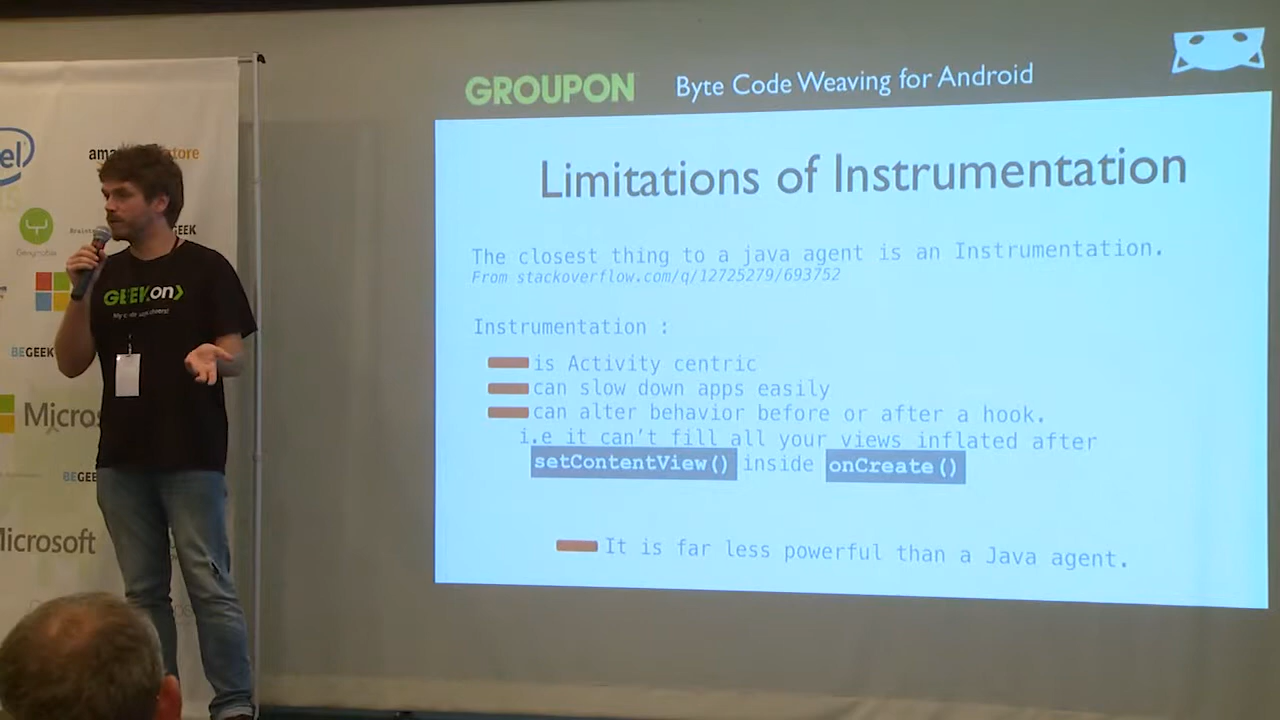 GROUPON
Byte Code Weaving for Android
Limitations of Instrumentation
The closest thing to a java agent is an Instrumentation.
From stackoverflow.com/q/12725279/693752
Instrumentation :
is Activity centric
can slow down apps easily
can alter behavior before or after a hook.
i.e it can't fill all your views inflated after
setContentView() inside onCreate()
It is far less powerful than a Java agent.
GEEK on
BEGEEK
Micros
BEGEE
Microsoft